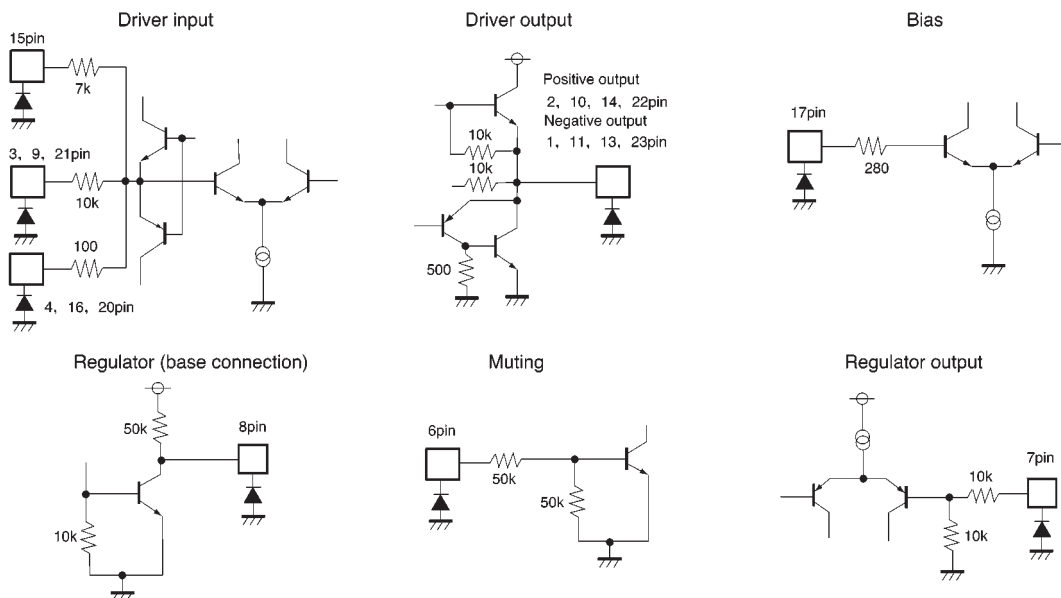 Driver input
15pin
7k
3, 9, 21pin
10k
100
4, 16, 20pin
Driver output
Positive output
2, 10, 14, 22pin
Negative output
1, 11, 13, 23pin
10k
10k
500
Bias
17pin
280
Regulator (base connection)
50k
8pin
10k
Muting
6pin
50k
50k
Regulator output
7pin
10k
10k